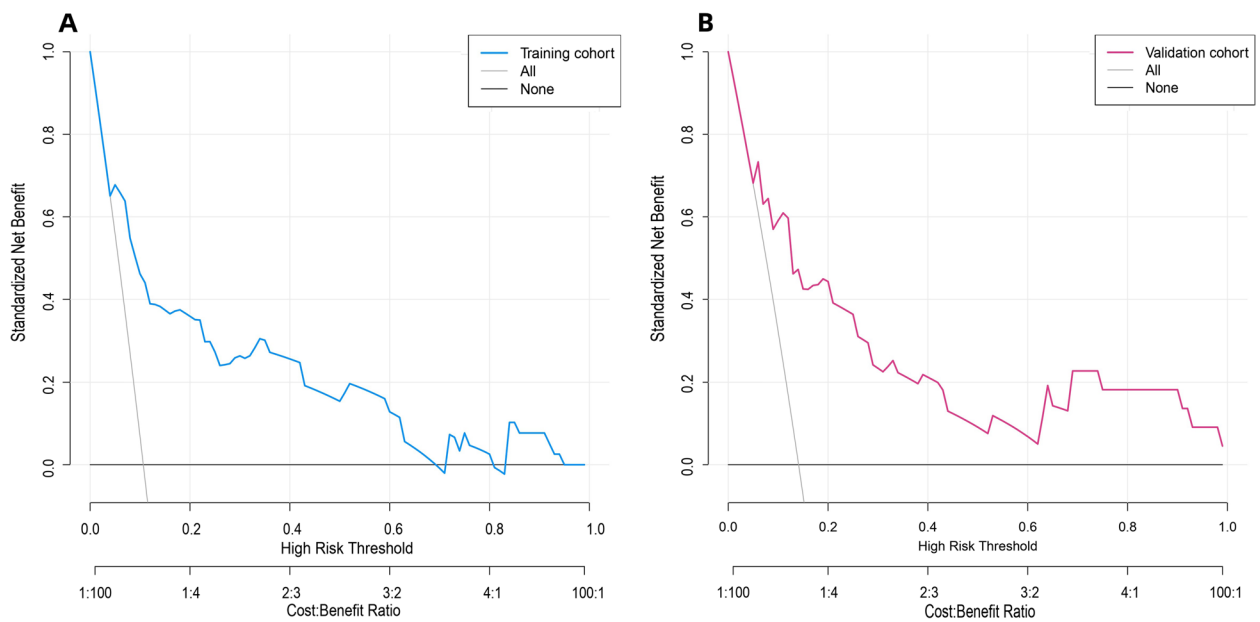 A
Training cohort
All
None
Standardized Net Benefit
1.0
0.8
0.6
0.4
0.2
0.0
0.0 0.2 0.4 0.6 0.8 1.0
High Risk Threshold
1:100 1:4 2:3 3:2 4:1 100:1
Cost:Benefit Ratio
B
Validation cohort
All
None
Standardized Net Benefit
1.0
0.8
0.6
0.4
0.2
0.0
0.0 0.2 0.4 0.6 0.8 1.0
High Risk Threshold
1:100 1:4 2:3 3:2 4:1 100:1
Cost:Benefit Ratio